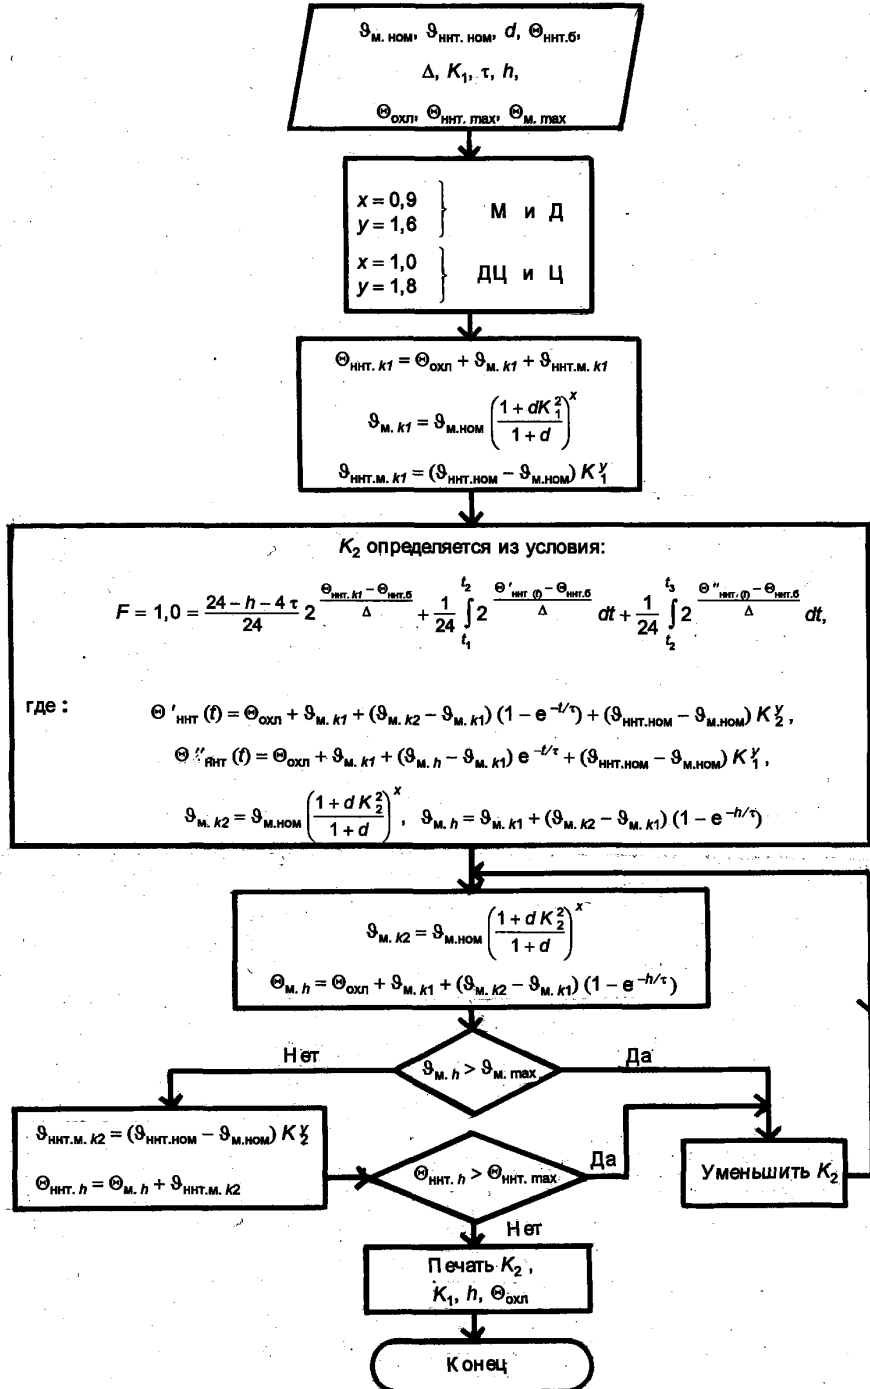 ϑм. ном, ϑннт. ном, d, Θннт.б,
Δ, K₁, τ, h,
Θохл, Θннт. max, Θм. max
x = 0,9
y = 1,6 } М и Д
x = 1,0
y = 1,8 } ДЦ и Ц
Θннт. k1 = Θохл + ϑм. k1 + ϑннт.м. k1
ϑм. k1 = ϑм.ном ((1 + dK₁²)/(1 + d))^x
ϑннт.м. k1 = (ϑннт.ном – ϑм.ном) K₁^y
K₂ определяется из условия:
F = 1,0 = (24 – h – 4 τ)/24 2^((Θннт. k1 – Θннт.б)/Δ) + 1/24 ∫_{t₁}^{t₂} 2^((Θ′ннт (t) – Θннт.б)/Δ) dt + 1/24 ∫_{t₂}^{t₃} 2^((Θ″ннт. (t) – Θннт.б)/Δ) dt,
где :
Θ ′ннт (t) = Θохл + ϑм. k1 + (ϑм. k2 – ϑм. k1) (1 – e^–t/τ) + (ϑннт.ном – ϑм.ном) K₂^y ,
Θ ″ннт (t) = Θохл + ϑм. k1 + (ϑм. h – ϑм. k1) e^–t/τ + (ϑннт.ном – ϑм.ном) K₁^y ,
ϑм. k2 = ϑм.ном ((1 + d K₂²)/(1 + d))^x , ϑм. h = ϑм. k1 + (ϑм. k2 – ϑм. k1) (1 – e^–h/τ)
ϑм. k2 = ϑм.ном ((1 + d K₂²)/(1 + d))^x
Θм. h = Θохл + ϑм. k1 + (ϑм. k2 – ϑм. k1) (1 – e^–h/τ)
Нет
ϑм. h > ϑм. max
Да
ϑннт.м. k2 = (ϑннт.ном – ϑм.ном) K₂^y
Θннт. h = Θм. h + ϑннт.м. k2
Θннт. h > Θннт. max
Да
Уменьшить K₂
Нет
Печать K₂ ,
K₁, h, Θохл
Конец